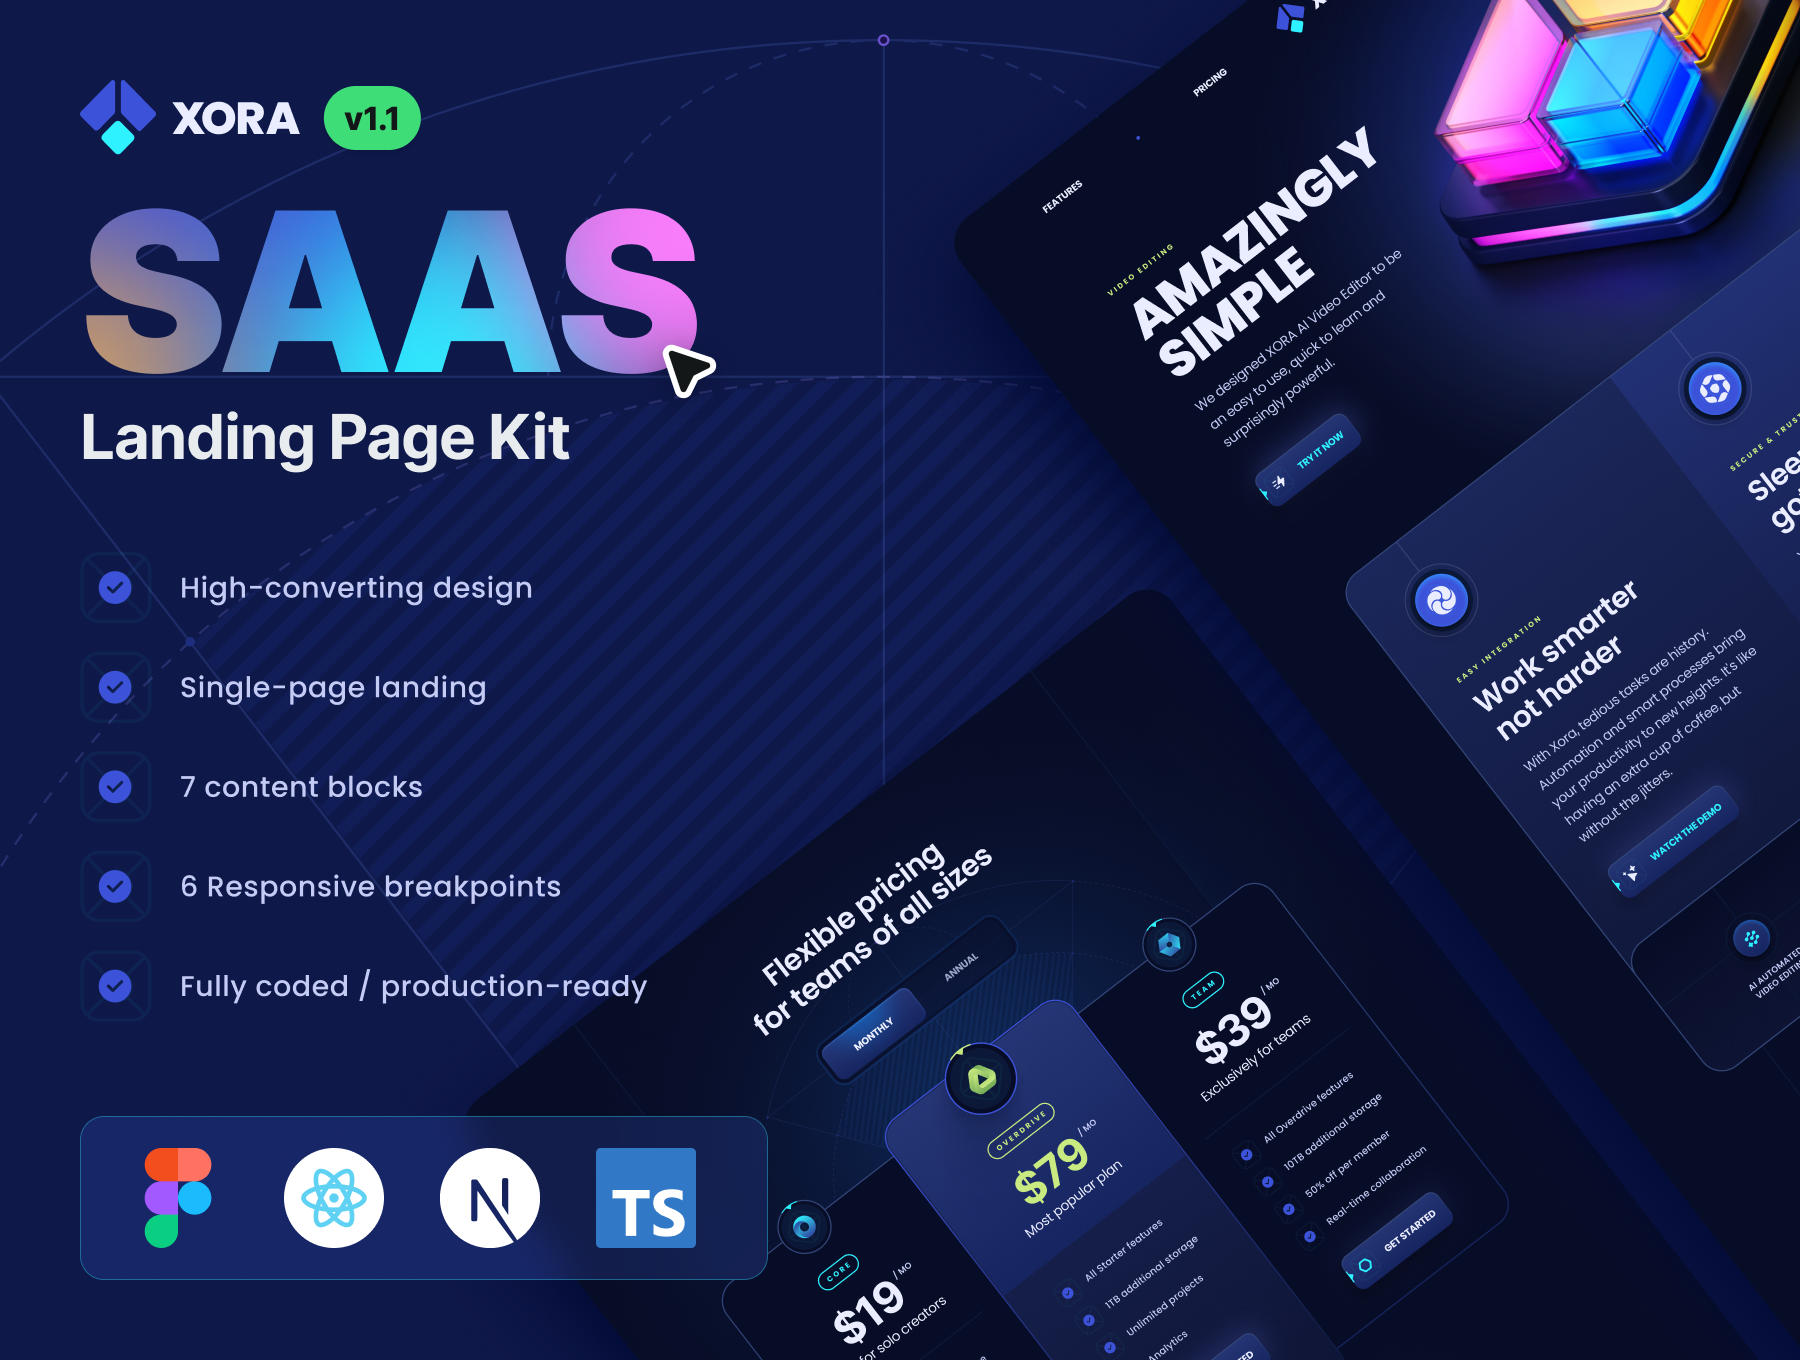 XORA
v1.1
SAAS
Landing Page Kit
High-converting design
Single-page landing
7 content blocks
6 Responsive breakpoints
Fully coded / production-ready
TS
FEATURES
PRICING
VIDEO EDITING
AMAZINGLY
SIMPLE
We designed XORA AI Video Editor to be
an easy to use, quick to learn and
surprisingly powerful.
TRY IT NOW
EASY INTEGRATION
Work smarter
not harder
With Xora, tedious tasks are history.
Automation and smart processes bring
your productivity to new heights. It's like
having an extra cup of coffee, but
without the jitters.
WATCH THE DEMO
SECURE & TRUST
AI AUTOMATED
Flexible pricing
for teams of all sizes
MONTHLY
ANNUAL
CORE
$19 / MO
for solo creators
OVERDRIVE
$79 / MO
Most popular plan
All Starter features
1TB additional storage
Unlimited projects
Analytics
TEAM
$39 / MO
Exclusively for teams
All Overdrive features
10TB additional storage
50% off per member
Real-time collaboration
GET STARTED